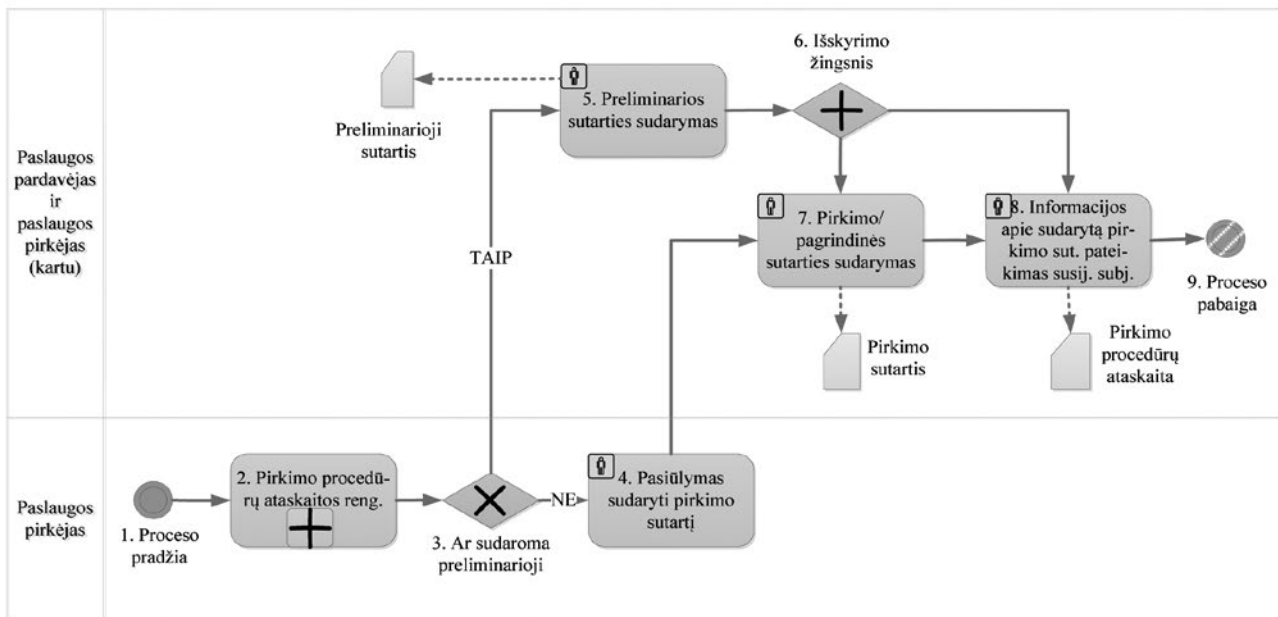 Paslaugos
pardavėjas
ir
paslaugos
pirkėjas
(kartu)
Preliminarioji
sutartis
5. Preliminarios
sutarties sudarymas
6. Išskyrimo
žingsnis
TAIP
7. Pirkimo/
pagrindinės
sutarties sudarymas
8. Informacijos
apie sudarytą pir-
kimo sut. patei-
kimas susij. subj.
9. Proceso
pabaiga
Pirkimo
sutartis
Pirkimo
procedūrų
ataskaita
Paslaugos
pirkėjas
1. Proceso
pradžia
2. Pirkimo procedū-
rų ataskaitos reng.
3. Ar sudaroma
preliminarioji
NE
4. Pasiūlymas
sudaryti pirkimo
sutartį